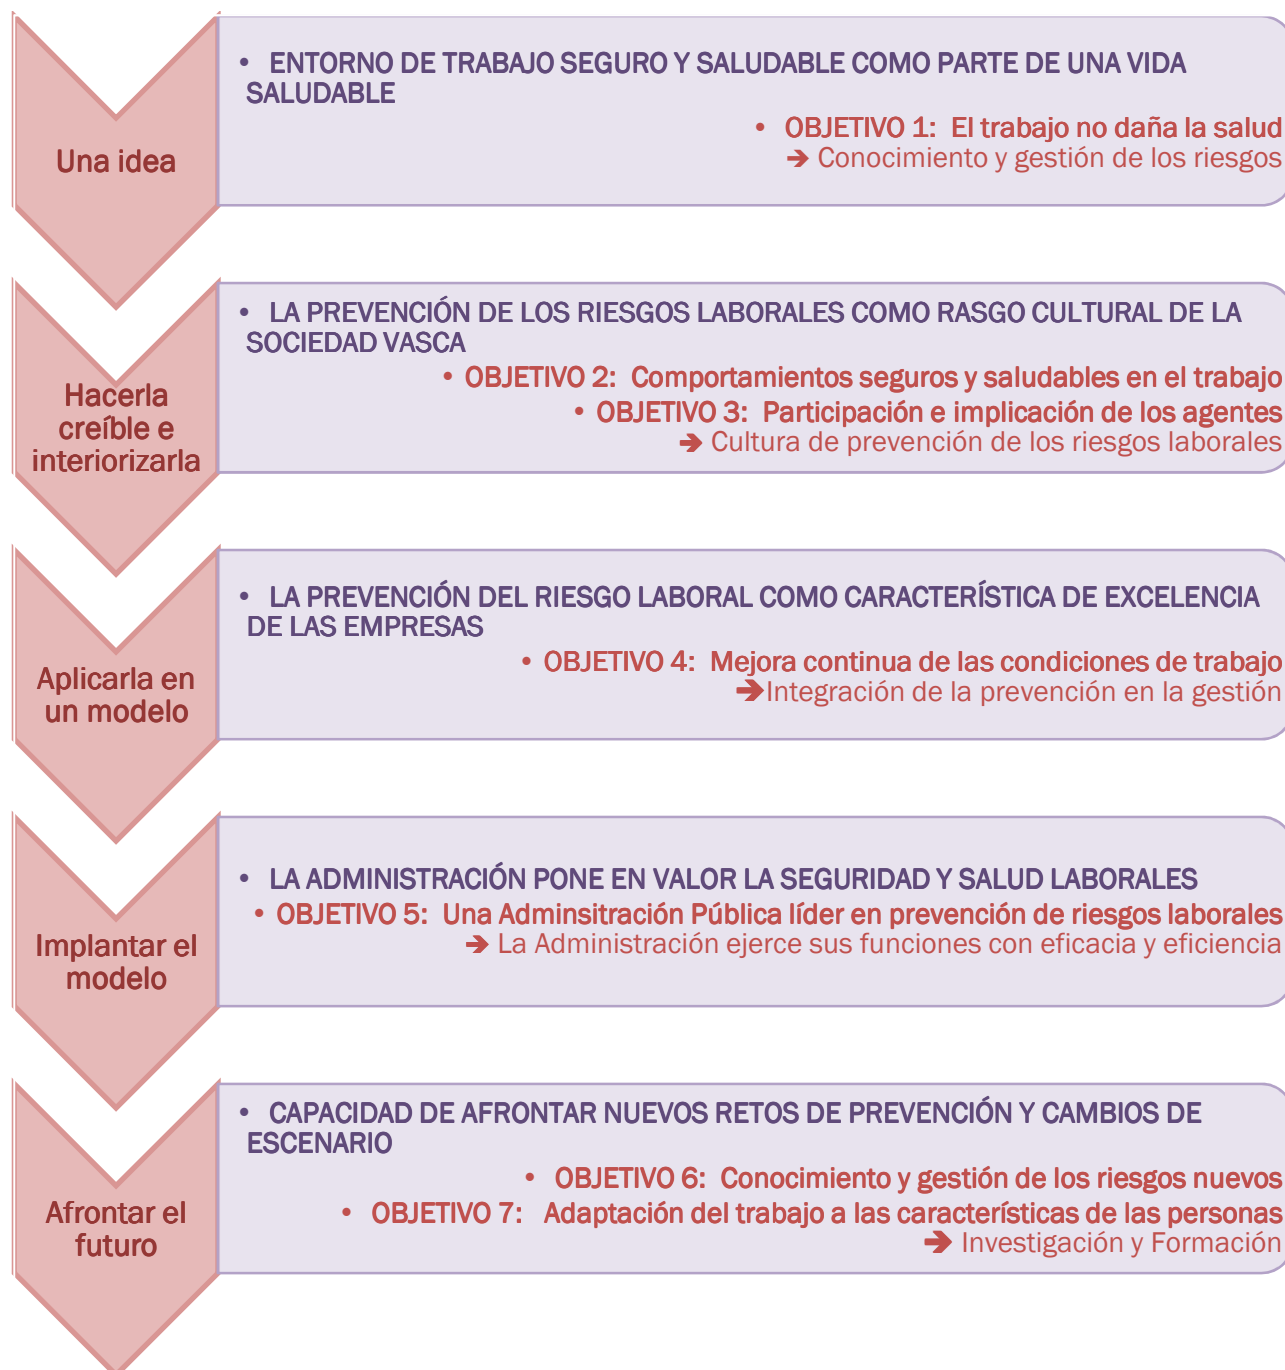 Una idea
• ENTORNO DE TRABAJO SEGURO Y SALUDABLE COMO PARTE DE UNA VIDA
SALUDABLE
• OBJETIVO 1: El trabajo no daña la salud
➔ Conocimiento y gestión de los riesgos
Hacerla
creíble e
interiorizarla
• LA PREVENCIÓN DE LOS RIESGOS LABORALES COMO RASGO CULTURAL DE LA
SOCIEDAD VASCA
• OBJETIVO 2: Comportamientos seguros y saludables en el trabajo
• OBJETIVO 3: Participación e implicación de los agentes
➔ Cultura de prevención de los riesgos laborales
Aplicarla en
un modelo
• LA PREVENCIÓN DEL RIESGO LABORAL COMO CARACTERÍSTICA DE EXCELENCIA
DE LAS EMPRESAS
• OBJETIVO 4: Mejora continua de las condiciones de trabajo
➔Integración de la prevención en la gestión
Implantar el
modelo
• LA ADMINISTRACIÓN PONE EN VALOR LA SEGURIDAD Y SALUD LABORALES
• OBJETIVO 5: Una Adminsitración Pública líder en prevención de riesgos laborales
➔ La Administración ejerce sus funciones con eficacia y eficiencia
Afrontar el
futuro
• CAPACIDAD DE AFRONTAR NUEVOS RETOS DE PREVENCIÓN Y CAMBIOS DE
ESCENARIO
• OBJETIVO 6: Conocimiento y gestión de los riesgos nuevos
• OBJETIVO 7: Adaptación del trabajo a las características de las personas
➔ Investigación y Formación